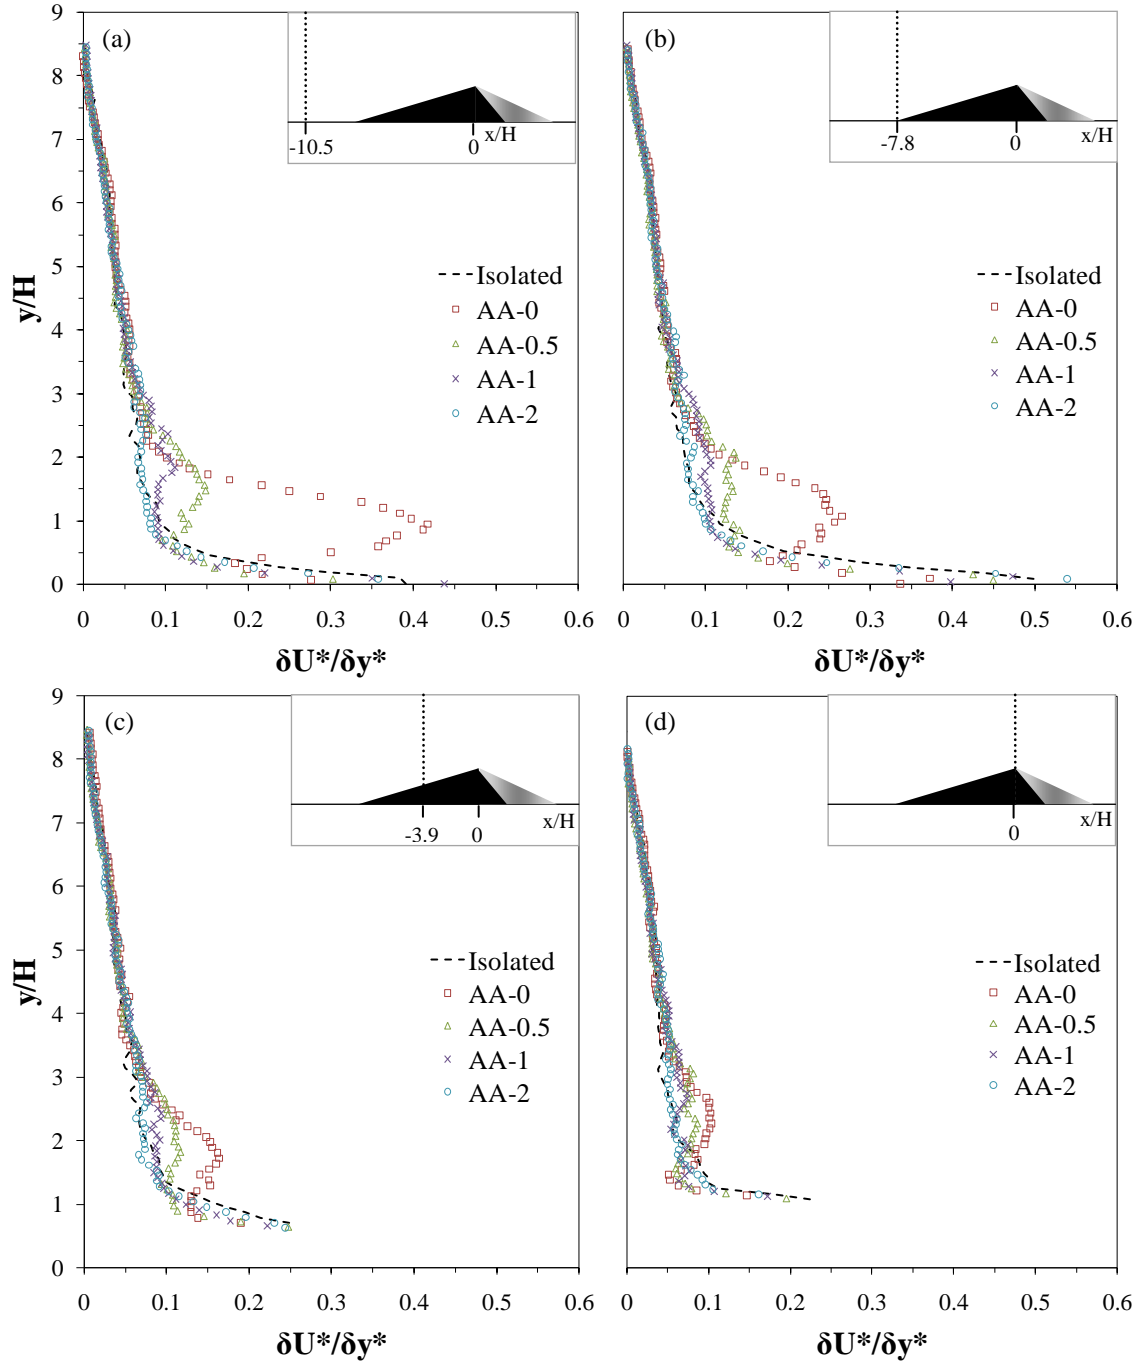 (a)
9
8
7
6
5
4
3
2
1
0
y/H
-10.5
0
x/H
Isolated
AA-0
AA-0.5
AA-1
AA-2
0 0.1 0.2 0.3 0.4 0.5 0.6
δU*/δy*
(b)
-7.8
0
Isolated
AA-0
AA-0.5
AA-1
AA-2
0 0.1 0.2 0.3 0.4 0.5 0.6
δU*/δy*
(c)
9
8
7
6
5
4
3
2
1
0
y/H
-3.9
0
x/H
Isolated
AA-0
AA-0.5
AA-1
AA-2
0 0.1 0.2 0.3 0.4 0.5 0.6
δU*/δy*
(d)
0
x/H
Isolated
AA-0
AA-0.5
AA-1
AA-2
0 0.1 0.2 0.3 0.4 0.5 0.6
δU*/δy*